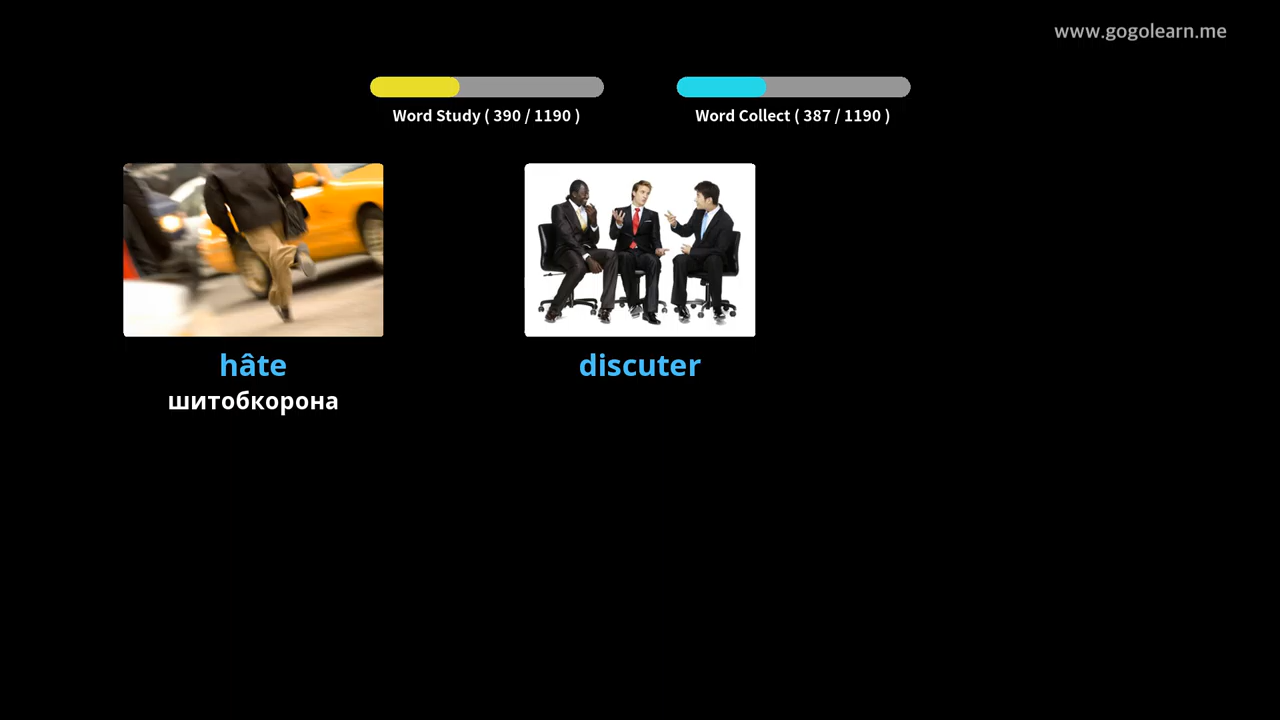 www.gogolearn.me
Word Study ( 390 / 1190 )
Word Collect ( 387 / 1190 )
hâte
discuter
шитобкорона